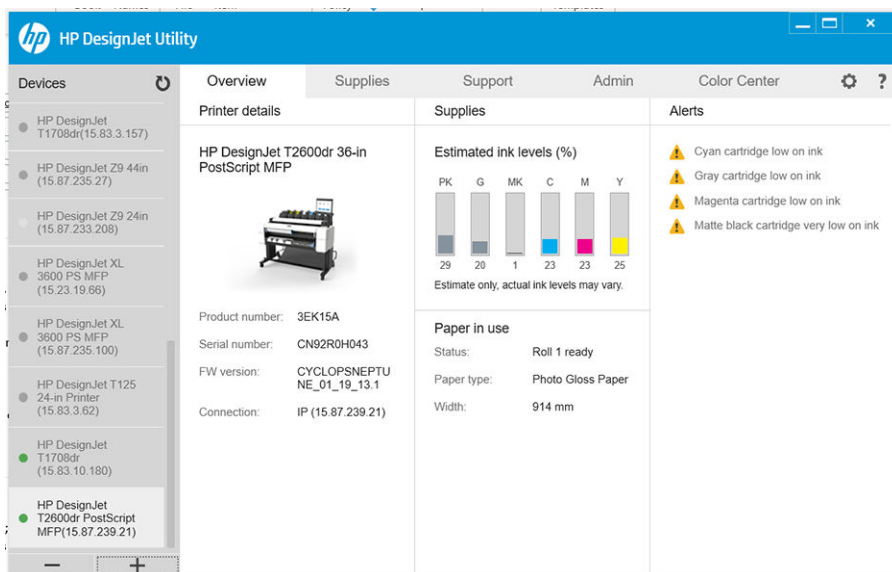 hp HP DesignJet Utility
Devices
HP DesignJet
T1708dr(15.83.3.157)
HP DesignJet Z9 44in
(15.87.235.27)
HP DesignJet Z9 24in
(15.87.233.208)
HP DesignJet XL
3600 PS MFP
(15.23.19.66)
HP DesignJet XL
3600 PS MFP
(15.87.235.100)
HP DesignJet T125
24-in Printer
(15.83.3.62)
HP DesignJet
T1708dr
(15.83.10.180)
HP DesignJet
T2600dr PostScript
MFP(15.87.239.21)
Overview Supplies Support Admin Color Center ?
Printer details
HP DesignJet T2600dr 36-in
PostScript MFP
Product number: 3EK15A
Serial number: CN92R0H043
FW version: CYCLOPSNEPTU
NE_01_19_13.1
Connection: IP (15.87.239.21)
Supplies
Estimated ink levels (%)
PK G MK C M Y
29 20 1 23 23 25
Estimate only, actual ink levels may vary.
Paper in use
Status: Roll 1 ready
Paper type: Photo Gloss Paper
Width: 914 mm
Alerts
Cyan cartridge low on ink
Gray cartridge low on ink
Magenta cartridge low on ink
Matte black cartridge very low on ink